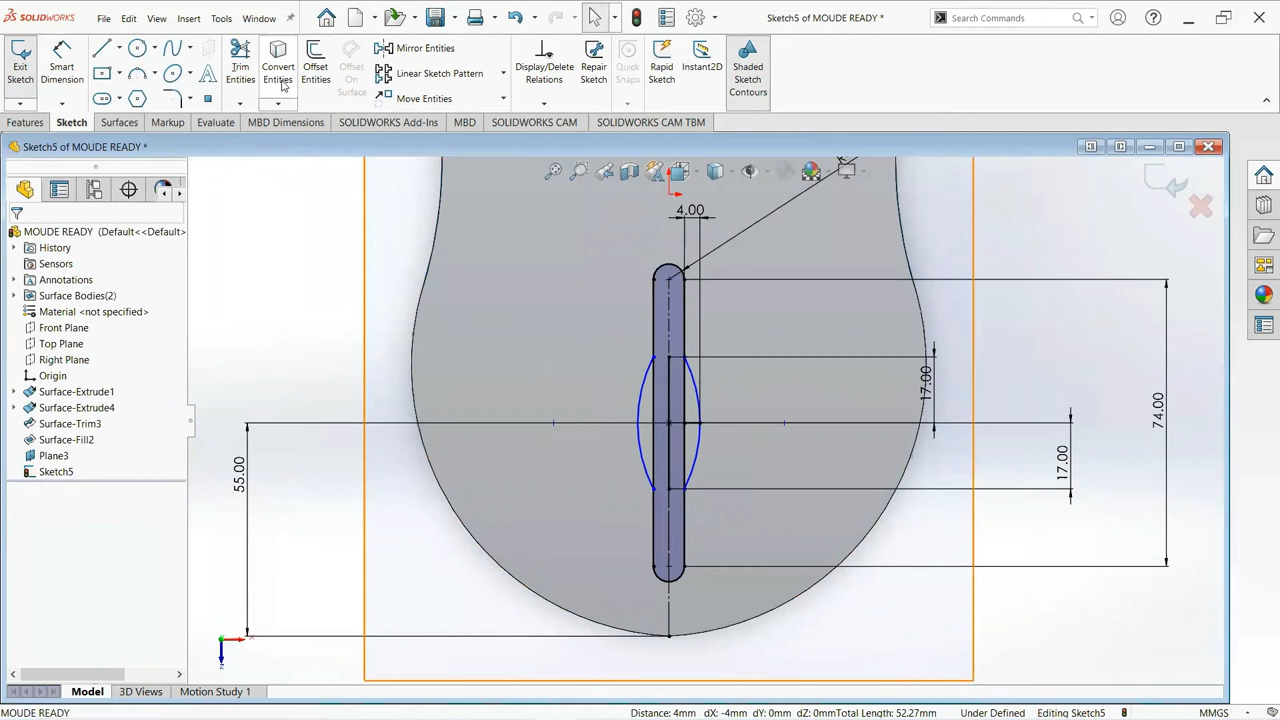 SOLIDWORKS
File
Edit
View
Insert
Tools
Window
Sketch5 of MOUDE READY *
Search Commands
Exit Sketch
Smart Dimension
Trim Entities
Convert Entities
Offset Entities
Offset On Surface
Mirror Entities
Linear Sketch Pattern
Move Entities
Display/Delete Relations
Repair Sketch
Quick Snaps
Rapid Sketch
Instant2D
Shaded Sketch Contours
Features
Sketch
Surfaces
Markup
Evaluate
MBD Dimensions
SOLIDWORKS Add-Ins
MBD
SOLIDWORKS CAM
SOLIDWORKS CAM TBM
Sketch5 of MOUDE READY *
MOUDE READY (Default<<Default>
History
Sensors
Annotations
Surface Bodies(2)
Material <not specified>
Front Plane
Top Plane
Right Plane
Origin
Surface-Extrude1
Surface-Extrude4
Surface-Trim3
Surface-Fill2
Plane3
Sketch5
4.00
17.00
74.00
17.00
55.00
x
z
Model
3D Views
Motion Study 1
MOUDE READY
Distance: 4mm dX: -4mm dY: 0mm dZ: 0mmTotal Length: 52.27mm
Under Defined
Editing Sketch5
MMGS